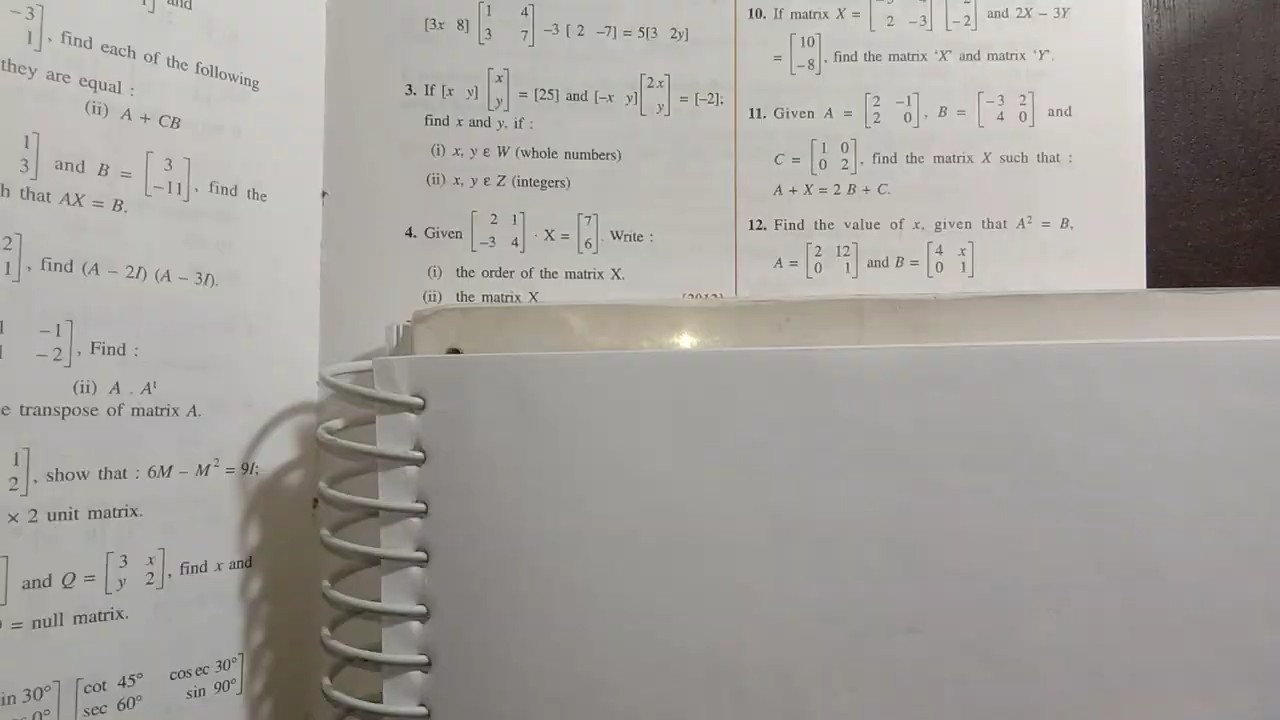 -3
1], find each of the following
they are equal :
(ii) A + CB
[1 3] and B = [3 -11], find the
h that AX = B.
2
1], find (A – 2I) (A – 3I).
-1
-2], Find :
(ii) A . Aᵗ
e transpose of matrix A.
1
2], show that : 6M – M² = 9I;
× 2 unit matrix.
] and Q = [3 x
y 2], find x and
= null matrix.
in 30°] [cot 45° cosec 30°
sec 60° sin 90°]
[3x 8] [1 4
3 7] –3 [ 2 –7] = 5[3 2y]
3. If [x y] [x
y] = [25] and [–x y] [2x
y] = [–2];
find x and y, if :
(i) x, y ε W (whole numbers)
(ii) x, y ε Z (integers)
4. Given [2 1
-3 4] . X = [7
6]. Write :
(i) the order of the matrix X.
(ii) the matrix X
10. If matrix X = [
2 –3] [
–2] and 2X – 3Y
= [10
–8], find the matrix ‘X’ and matrix ‘Y’.
11. Given A = [2 –1
2 0], B = [–3 2
4 0] and
C = [1 0
0 2], find the matrix X such that :
A + X = 2 B + C.
12. Find the value of x, given that A² = B,
A = [2 12
0 1] and B = [4 x
0 1]